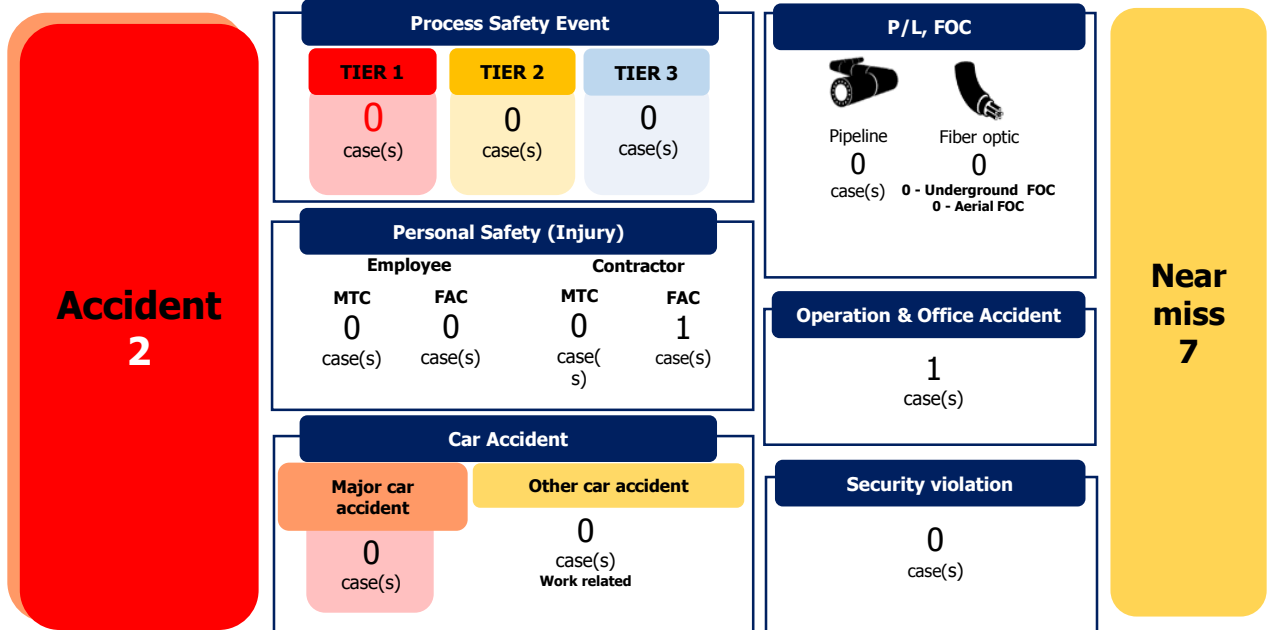 Accident
2
Process Safety Event
TIER 1
0
case(s)
TIER 2
0
case(s)
TIER 3
0
case(s)
Personal Safety (Injury)
Employee
MTC
0
case(s)
FAC
0
case(s)
Contractor
MTC
0
case(
s)
FAC
1
case(s)
Car Accident
Major car
accident
0
case(s)
Other car accident
0
case(s)
Work related
P/L, FOC
Pipeline
0
case(s)
Fiber optic
0
0 - Underground FOC
0 - Aerial FOC
Operation & Office Accident
1
case(s)
Security violation
0
case(s)
Near
miss
7